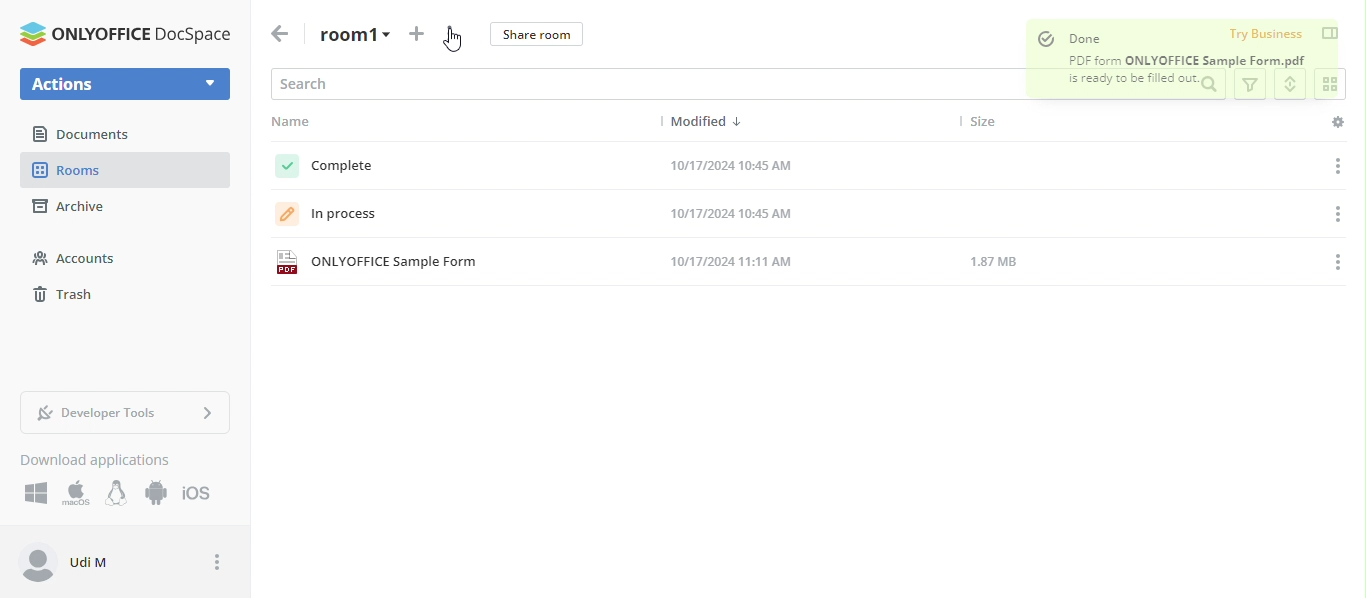 ONLYOFFICE DocSpace
Actions
Documents
Rooms
Archive
Accounts
Trash
Developer Tools
Download applications
macOS
iOS
Udi M
room1
Share room
Try Business
Done
PDF form ONLYOFFICE Sample Form.pdf
is ready to be filled out.
Search
Name Modified Size
Complete 10/17/2024 10:45 AM
In process 10/17/2024 10:45 AM
PDF ONLYOFFICE Sample Form 10/17/2024 11:11 AM 1.87 MB